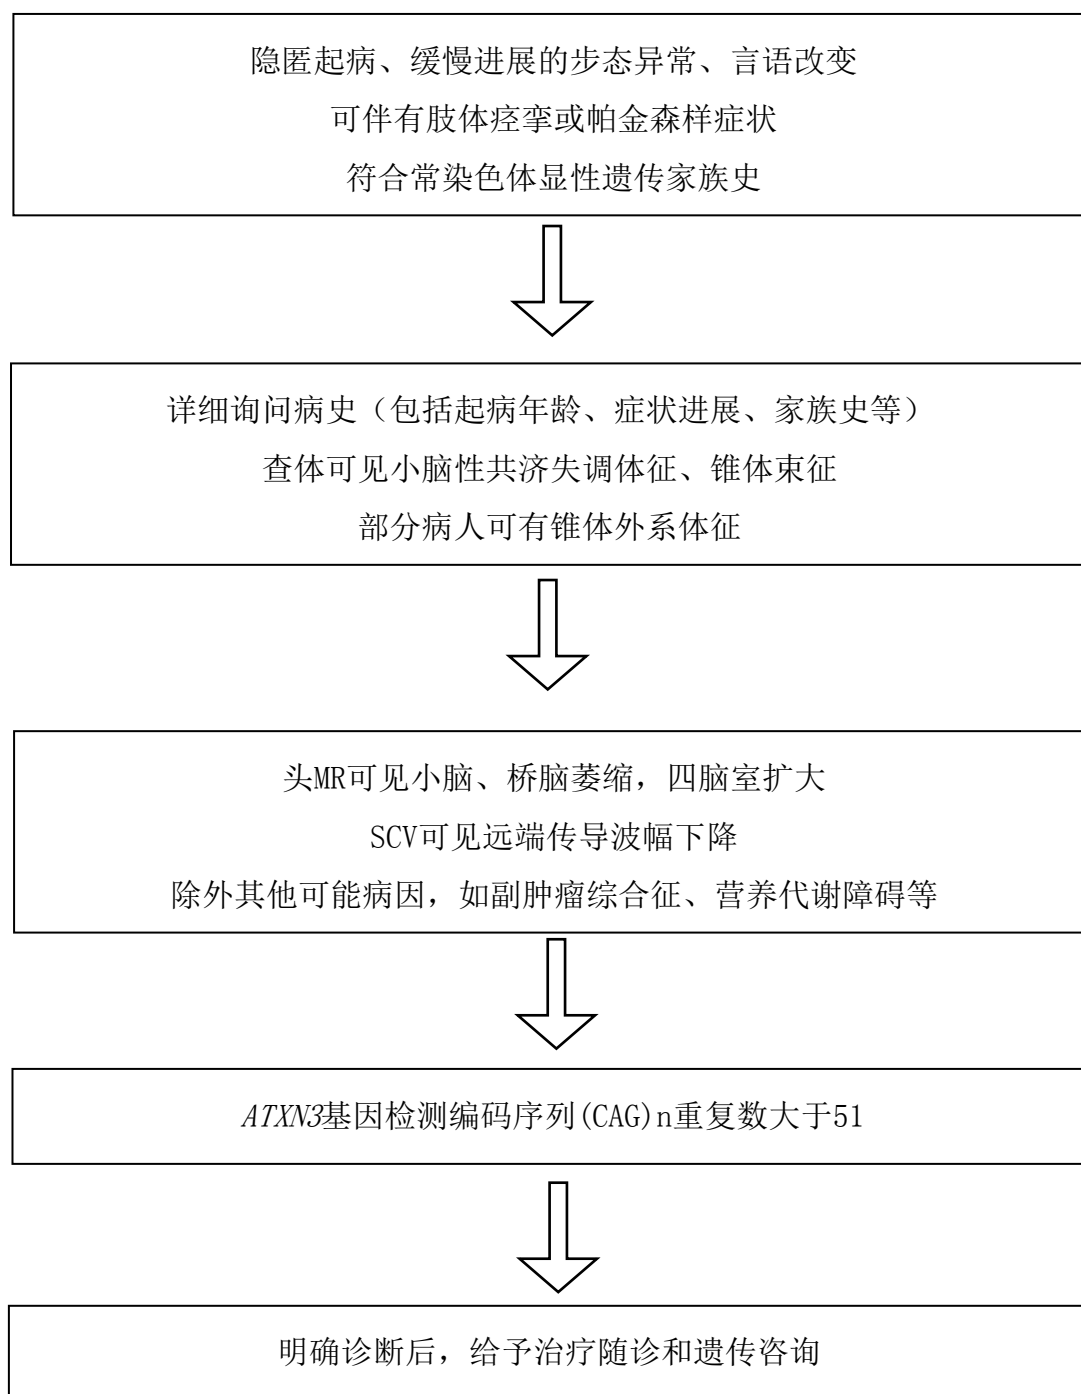 隐匿起病、缓慢进展的步态异常、言语改变
可伴有肢体痉挛或帕金森样症状
符合常染色体显性遗传家族史
详细询问病史（包括起病年龄、症状进展、家族史等）
查体可见小脑性共济失调体征、锥体束征
部分病人可有锥体外系体征
头MR可见小脑、桥脑萎缩，四脑室扩大
SCV可见远端传导波幅下降
除外其他可能病因，如副肿瘤综合征、营养代谢障碍等
ATXN3基因检测编码序列(CAG)n重复数大于51
明确诊断后，给予治疗随诊和遗传咨询